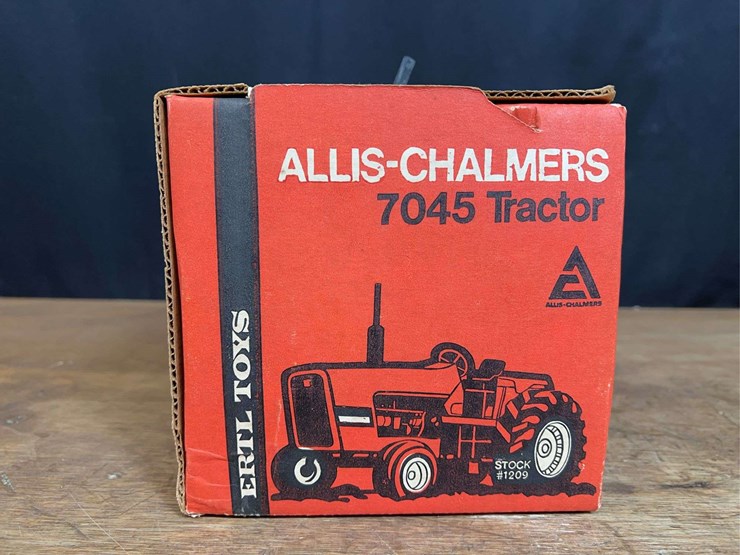 ALLIS-CHALMERS
7045 Tractor
ALLIS-CHALMERS
ERTL TOYS
STOCK
#1209